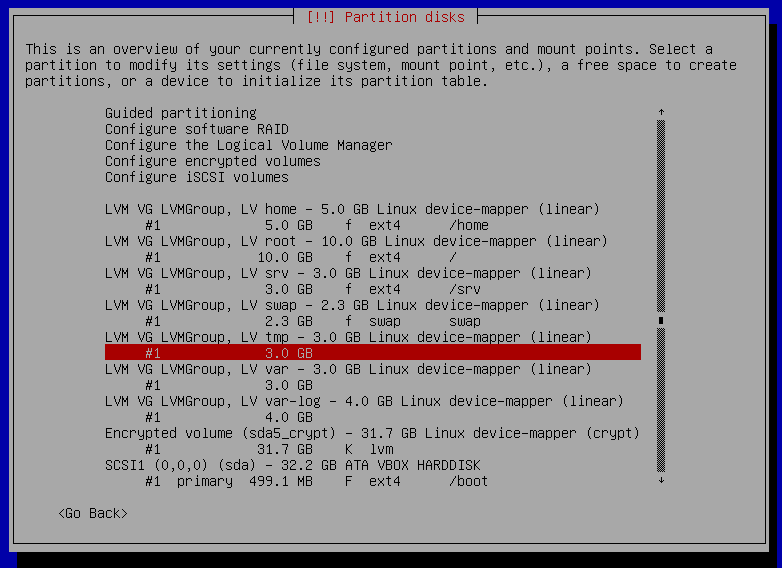 [!!] Partition disks
This is an overview of your currently configured partitions and mount points. Select a
partition to modify its settings (file system, mount point, etc.), a free space to create
partitions, or a device to initialize its partition table.
Guided partitioning
Configure software RAID
Configure the Logical Volume Manager
Configure encrypted volumes
Configure iSCSI volumes
LVM VG LVMGroup, LV home - 5.0 GB Linux device-mapper (linear)
#1 5.0 GB f ext4 /home
LVM VG LVMGroup, LV root - 10.0 GB Linux device-mapper (linear)
#1 10.0 GB f ext4 /
LVM VG LVMGroup, LV srv - 3.0 GB Linux device-mapper (linear)
#1 3.0 GB f ext4 /srv
LVM VG LVMGroup, LV swap - 2.3 GB Linux device-mapper (linear)
#1 2.3 GB f swap swap
LVM VG LVMGroup, LV tmp - 3.0 GB Linux device-mapper (linear)
#1 3.0 GB
LVM VG LVMGroup, LV var - 3.0 GB Linux device-mapper (linear)
#1 3.0 GB
LVM VG LVMGroup, LV var-log - 4.0 GB Linux device-mapper (linear)
#1 4.0 GB
Encrypted volume (sda5_crypt) - 31.7 GB Linux device-mapper (crypt)
#1 31.7 GB K lvm
SCSI1 (0,0,0) (sda) - 32.2 GB ATA VBOX HARDDISK
#1 primary 499.1 MB F ext4 /boot
<Go Back>